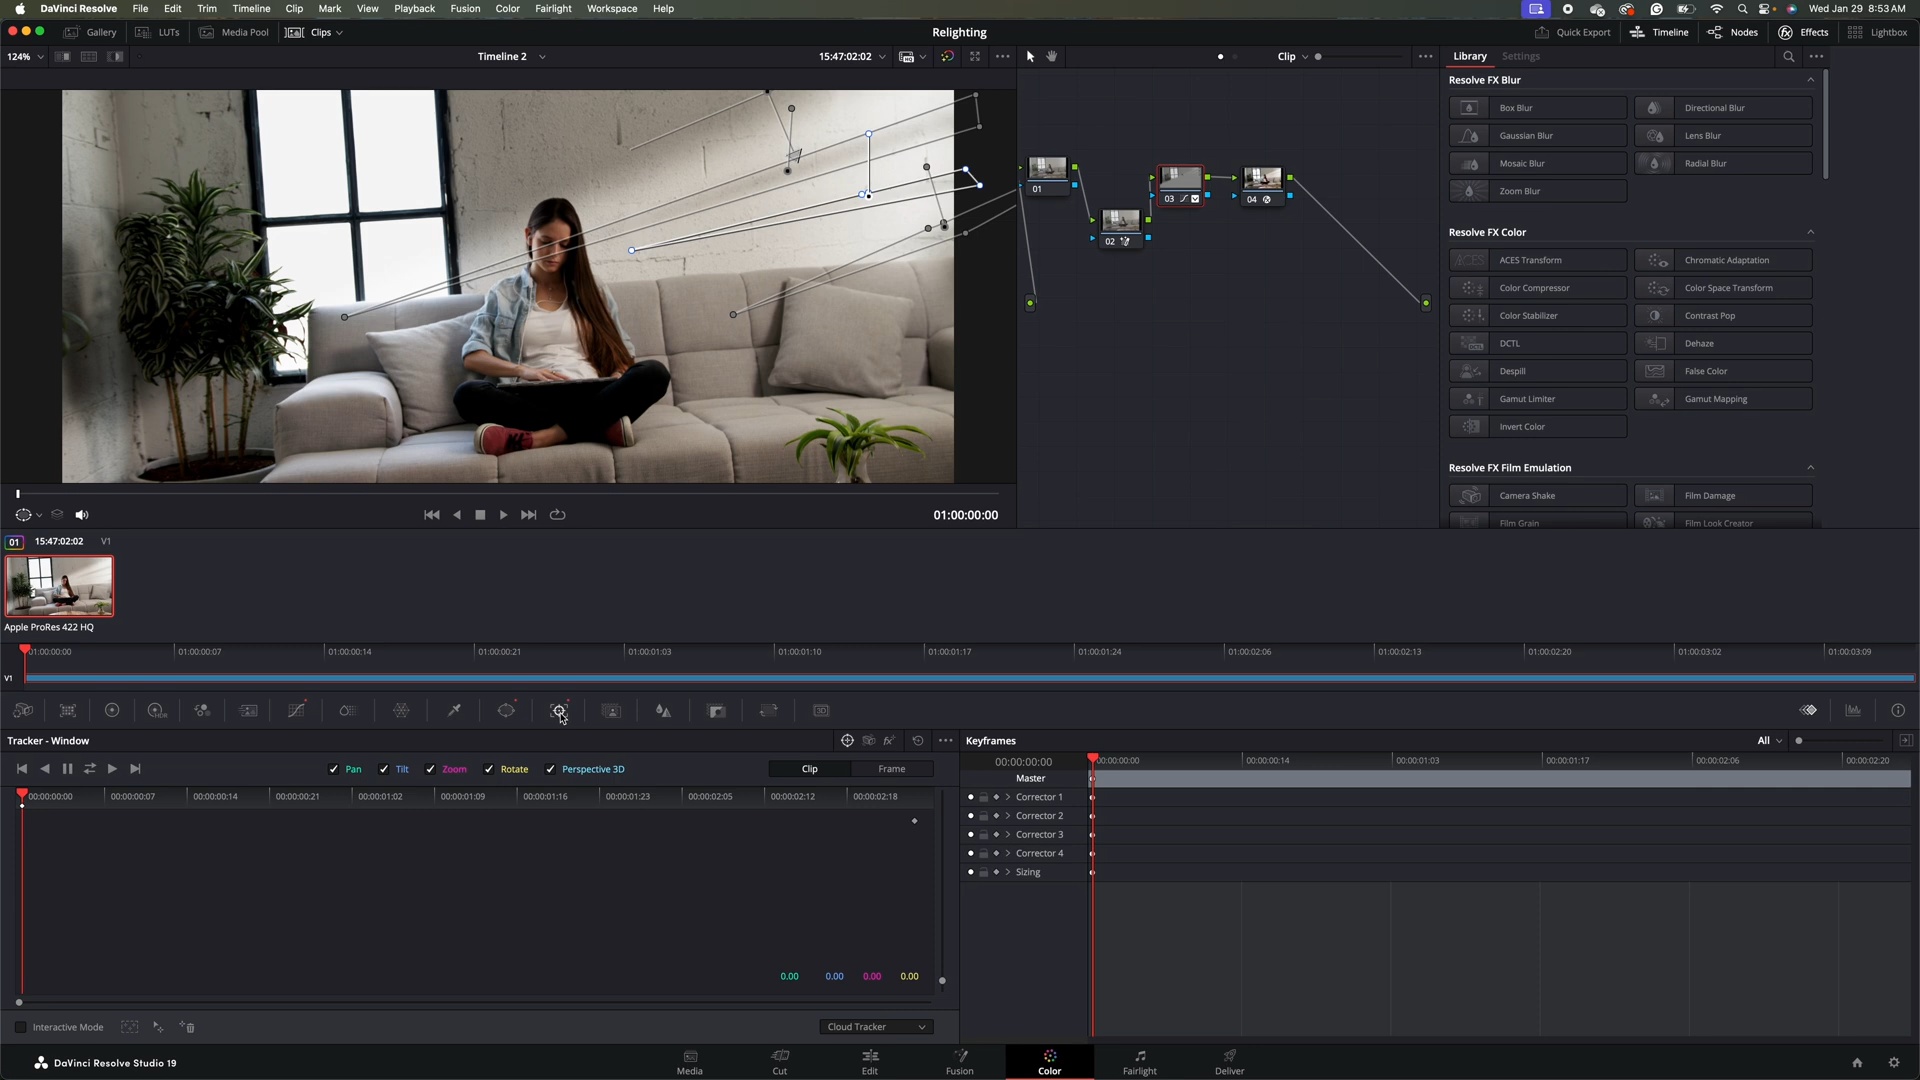 DaVinci Resolve File Edit Trim Timeline Clip Mark View Playback Fusion Color Fairlight Workspace Help Wed Jan 29 8:53 AM
Gallery LUTs Media Pool Clips Relighting Quick Export Timeline Nodes Effects Lightbox
124% Timeline 2 15:47:02:02 Clip Library Settings
Resolve FX Blur
Box Blur Directional Blur
Gaussian Blur Lens Blur
Mosaic Blur Radial Blur
Zoom Blur
01
02
03
04
Resolve FX Color
ACES ACES Transform Chromatic Adaptation
Color Compressor Color Space Transform
Color Stabilizer Contrast Pop
DCTL DCTL Dehaze
Despill False Color
Gamut Limiter Gamut Mapping
Invert Color
Resolve FX Film Emulation
Camera Shake Film Damage
Film Grain Film Look Creator
01:00:00:00
01 15:47:02:02 V1
Apple ProRes 422 HQ
01:00:00:00 01:00:00:07 01:00:00:14 01:00:00:21 01:00:01:03 01:00:01:10 01:00:01:17 01:00:01:24 01:00:02:06 01:00:02:13 01:00:02:20 01:00:03:02 01:00:03:09
V1
HDR
3D
Tracker - Window
Pan Tilt Zoom Rotate Perspective 3D Clip Frame
00:00:00:00 00:00:00:07 00:00:00:14 00:00:00:21 00:00:01:02 00:00:01:09 00:00:01:16 00:00:01:23 00:00:02:05 00:00:02:12 00:00:02:18
0.00 0.00 0.00 0.00
Interactive Mode Cloud Tracker
Keyframes All
00:00:00:00 00:00:00:00 00:00:00:14 00:00:01:03 00:00:01:17 00:00:02:06 00:00:02:20
Master
Corrector 1
Corrector 2
Corrector 3
Corrector 4
Sizing
DaVinci Resolve Studio 19 Media Cut Edit Fusion Color Fairlight Deliver